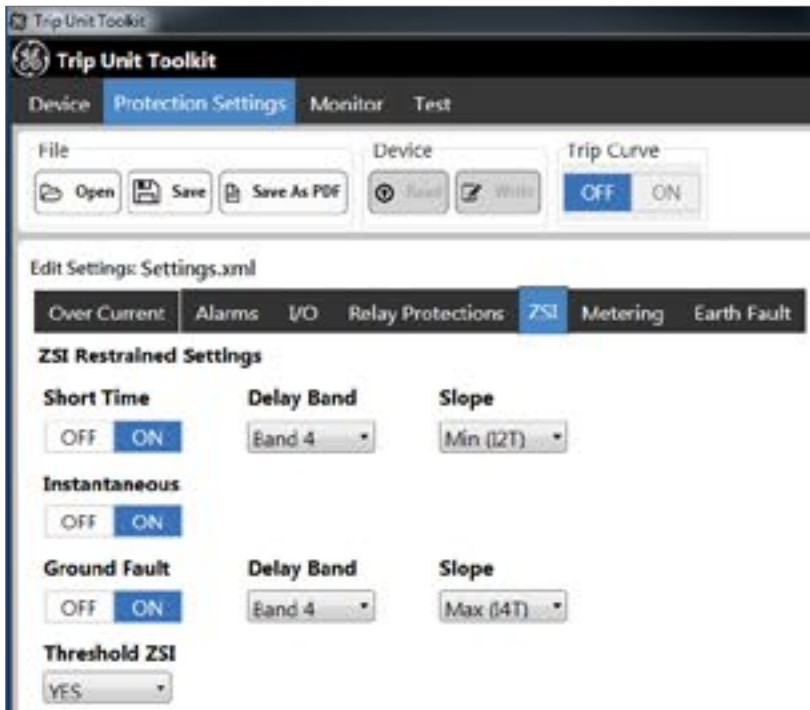 Trip Unit Toolkit
Trip Unit Toolkit
Device Protection Settings Monitor Test
File Device Trip Curve
Open Save Save As PDF Read Write OFF ON
Edit Settings: Settings.xml
Over Current Alarms I/O Relay Protections ZSI Metering Earth Fault
ZSI Restrained Settings
Short Time Delay Band Slope
OFF ON Band 4 Min (I2T)
Instantaneous
OFF ON
Ground Fault Delay Band Slope
OFF ON Band 4 Max (I4T)
Threshold ZSI
YES